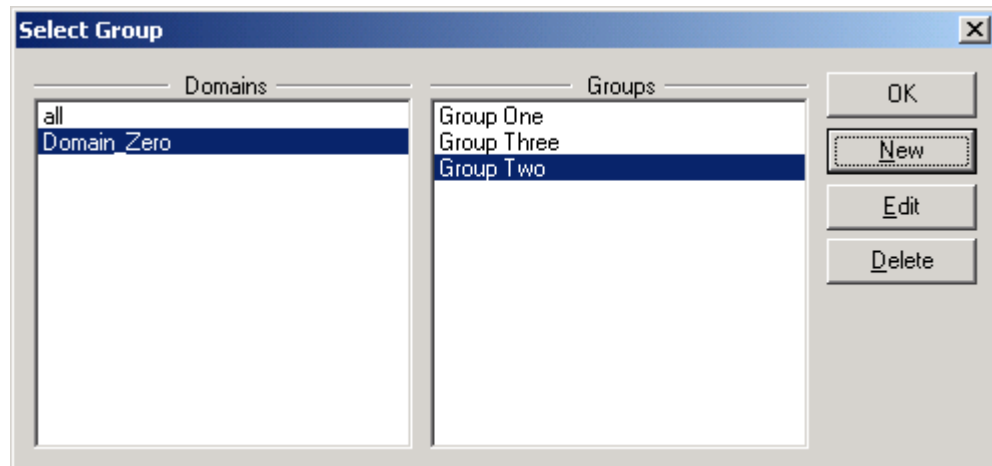 Select Group
Domains
all
Domain_Zero
Groups
Group One
Group Three
Group Two
OK
New
Edit
Delete